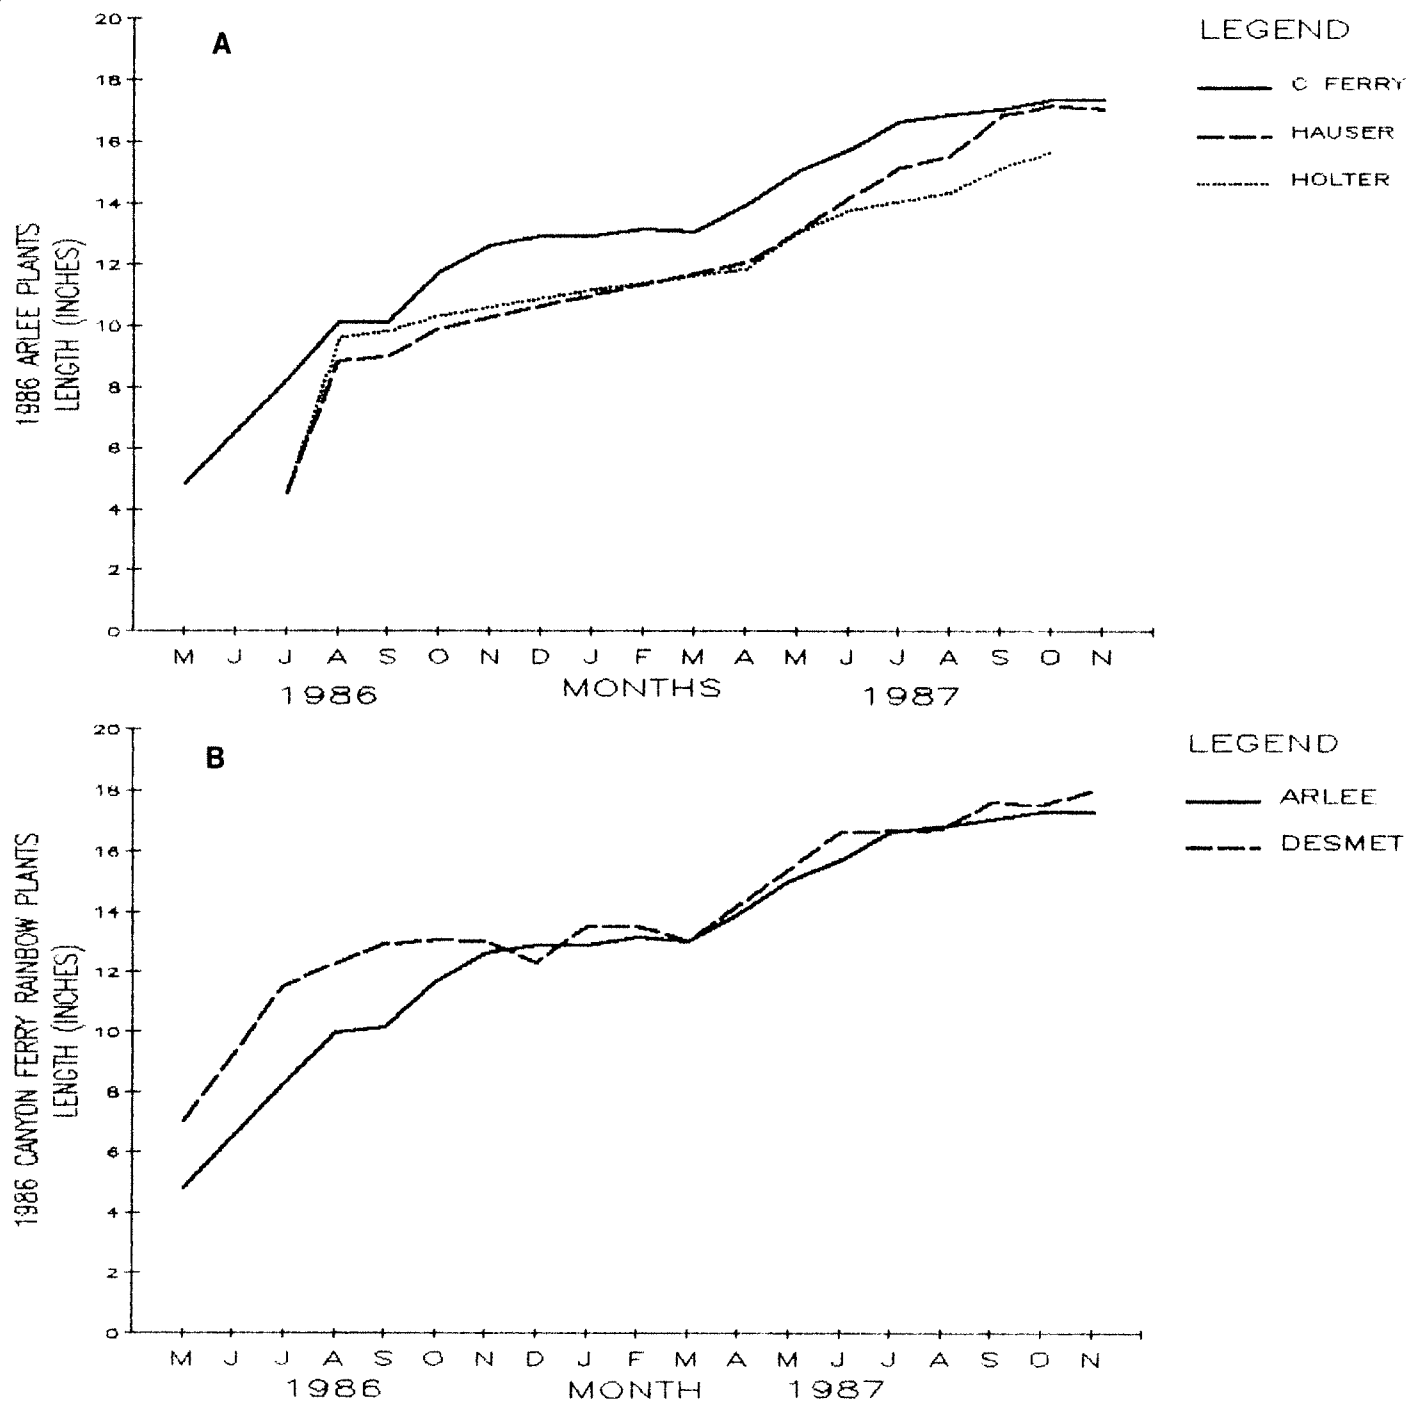 A
20
18
16
14
12
10
8
6
4
2
0
1986 ARLEE PLANTS
LENGTH (INCHES)
M J J A S O N D J F M A M J J A S O N
1986 MONTHS 1987
LEGEND
C FERRY
HAUSER
HOLTER
B
20
18
16
14
12
10
8
6
4
2
0
1986 CANYON FERRY RAINBOW PLANTS
LENGTH (INCHES)
M J J A S O N D J F M A M J J A S O N
1986 MONTH 1987
LEGEND
ARLEE
DESMET